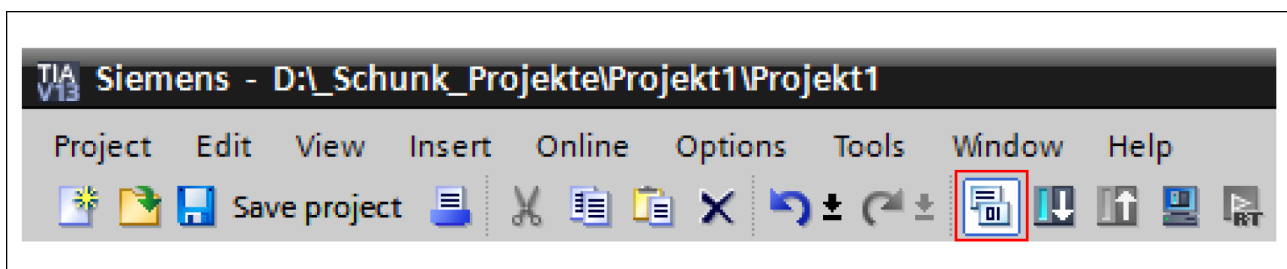 TIA V13 Siemens - D:\_Schunk_Projekte\Projekt1\Projekt1
Project Edit View Insert Online Options Tools Window Help
Save project RT